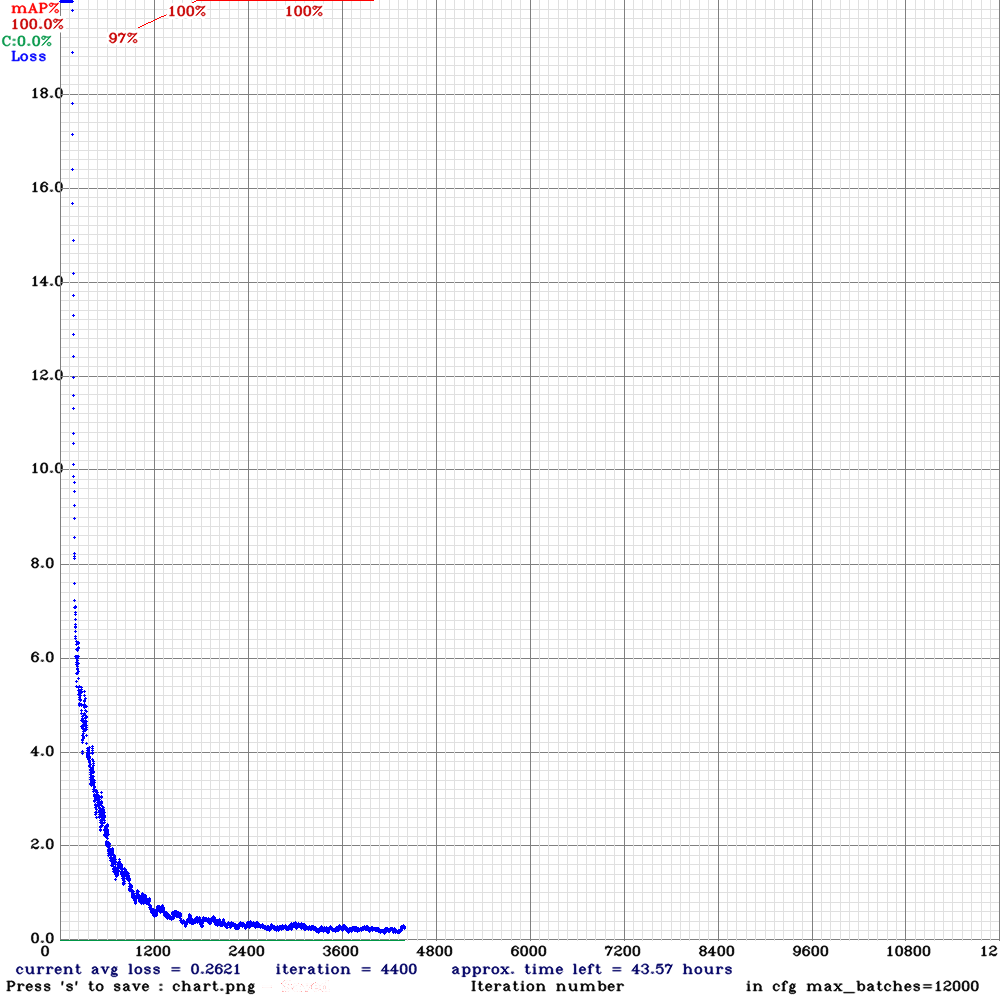 mAP% 100% 100%
100.0%
97%
C:0.0%
Loss
18.0
16.0
14.0
12.0
10.0
8.0
6.0
4.0
2.0
0.0
0 1200 2400 3600 4800 6000 7200 8400 9600 10800 12
current avg loss = 0.2621 iteration = 4400 approx. time left = 43.57 hours
Press 's' to save : chart.png Iteration number in cfg max_batches=12000